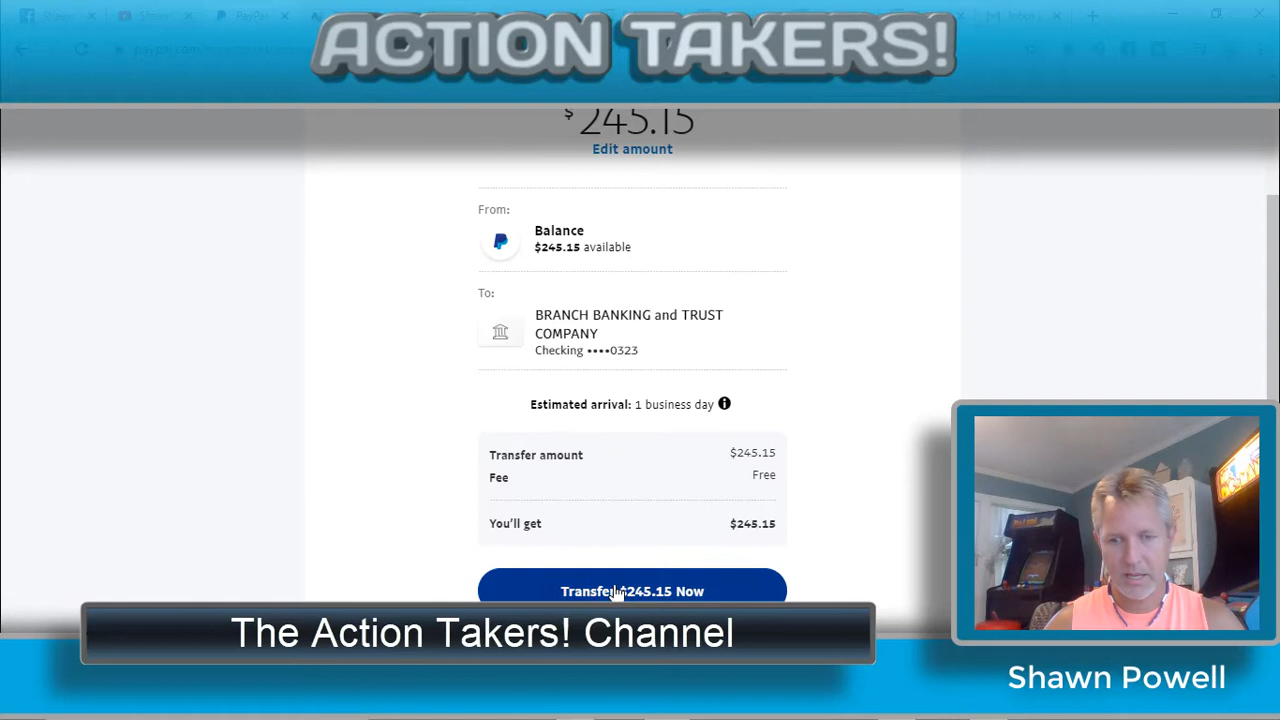 ACTION TAKERS!
$245.15
Edit amount
From:
Balance
$245.15 available
To:
BRANCH BANKING and TRUST
COMPANY
Checking ••••0323
Estimated arrival: 1 business day
Transfer amount $245.15
Fee Free
You'll get $245.15
Transfer $245.15 Now
The Action Takers! Channel
Shawn Powell